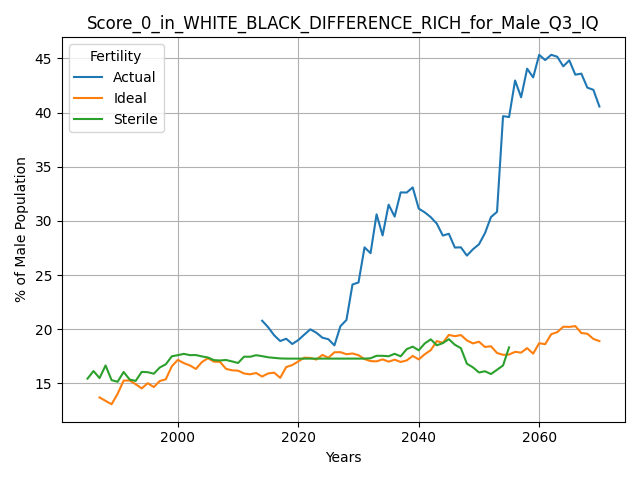 Score_0_in_WHITE_BLACK_DIFFERENCE_RICH_for_Male_Q3_IQ
Fertility
Actual
Ideal
Sterile
% of Male Population
45
40
35
30
25
20
15
2000
2020
2040
2060
Years